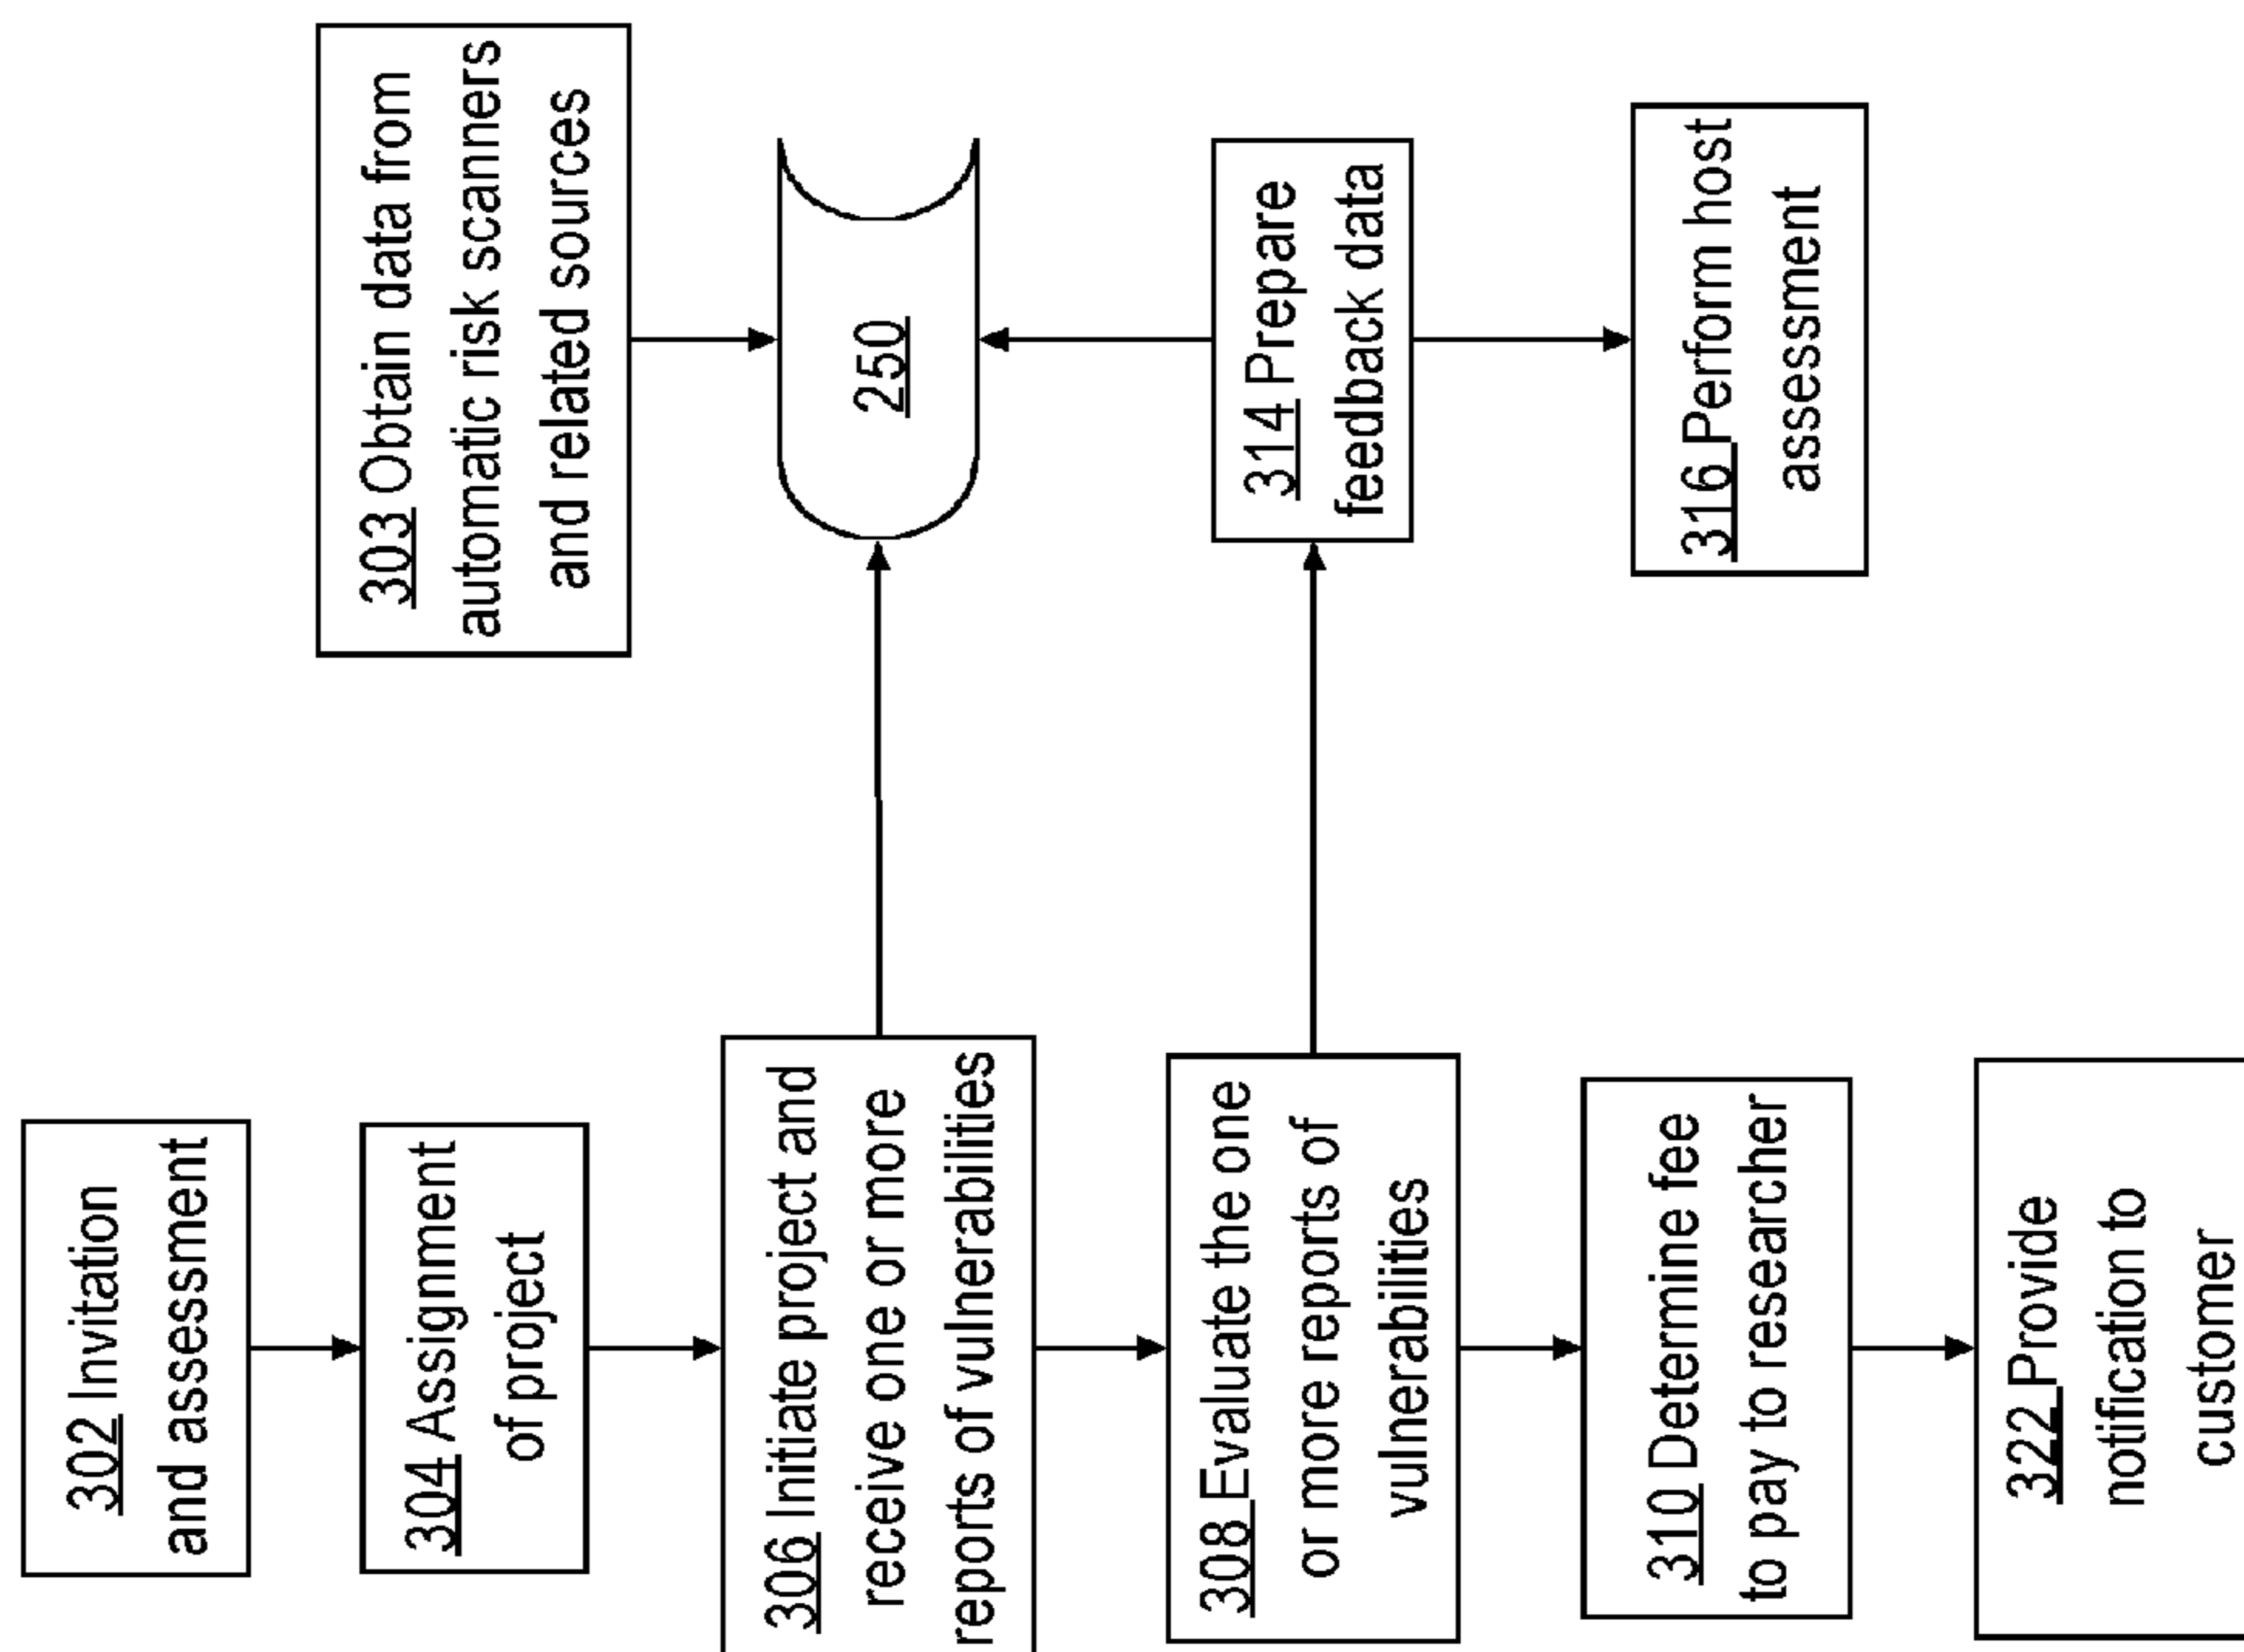 302 Invitation
and assessment
304 Assignment
of project
306 Initiate project and
receive one or more
reports of vulnerabilities
308 Evaluate the one
or more reports of
vulnerabilities
310 Determine fee
to pay to researcher
322 Provide
notification to
customer
303 Obtain data from
automatic risk scanners
and related sources
250
314 Prepare
feedback data
316 Perform host
assessment